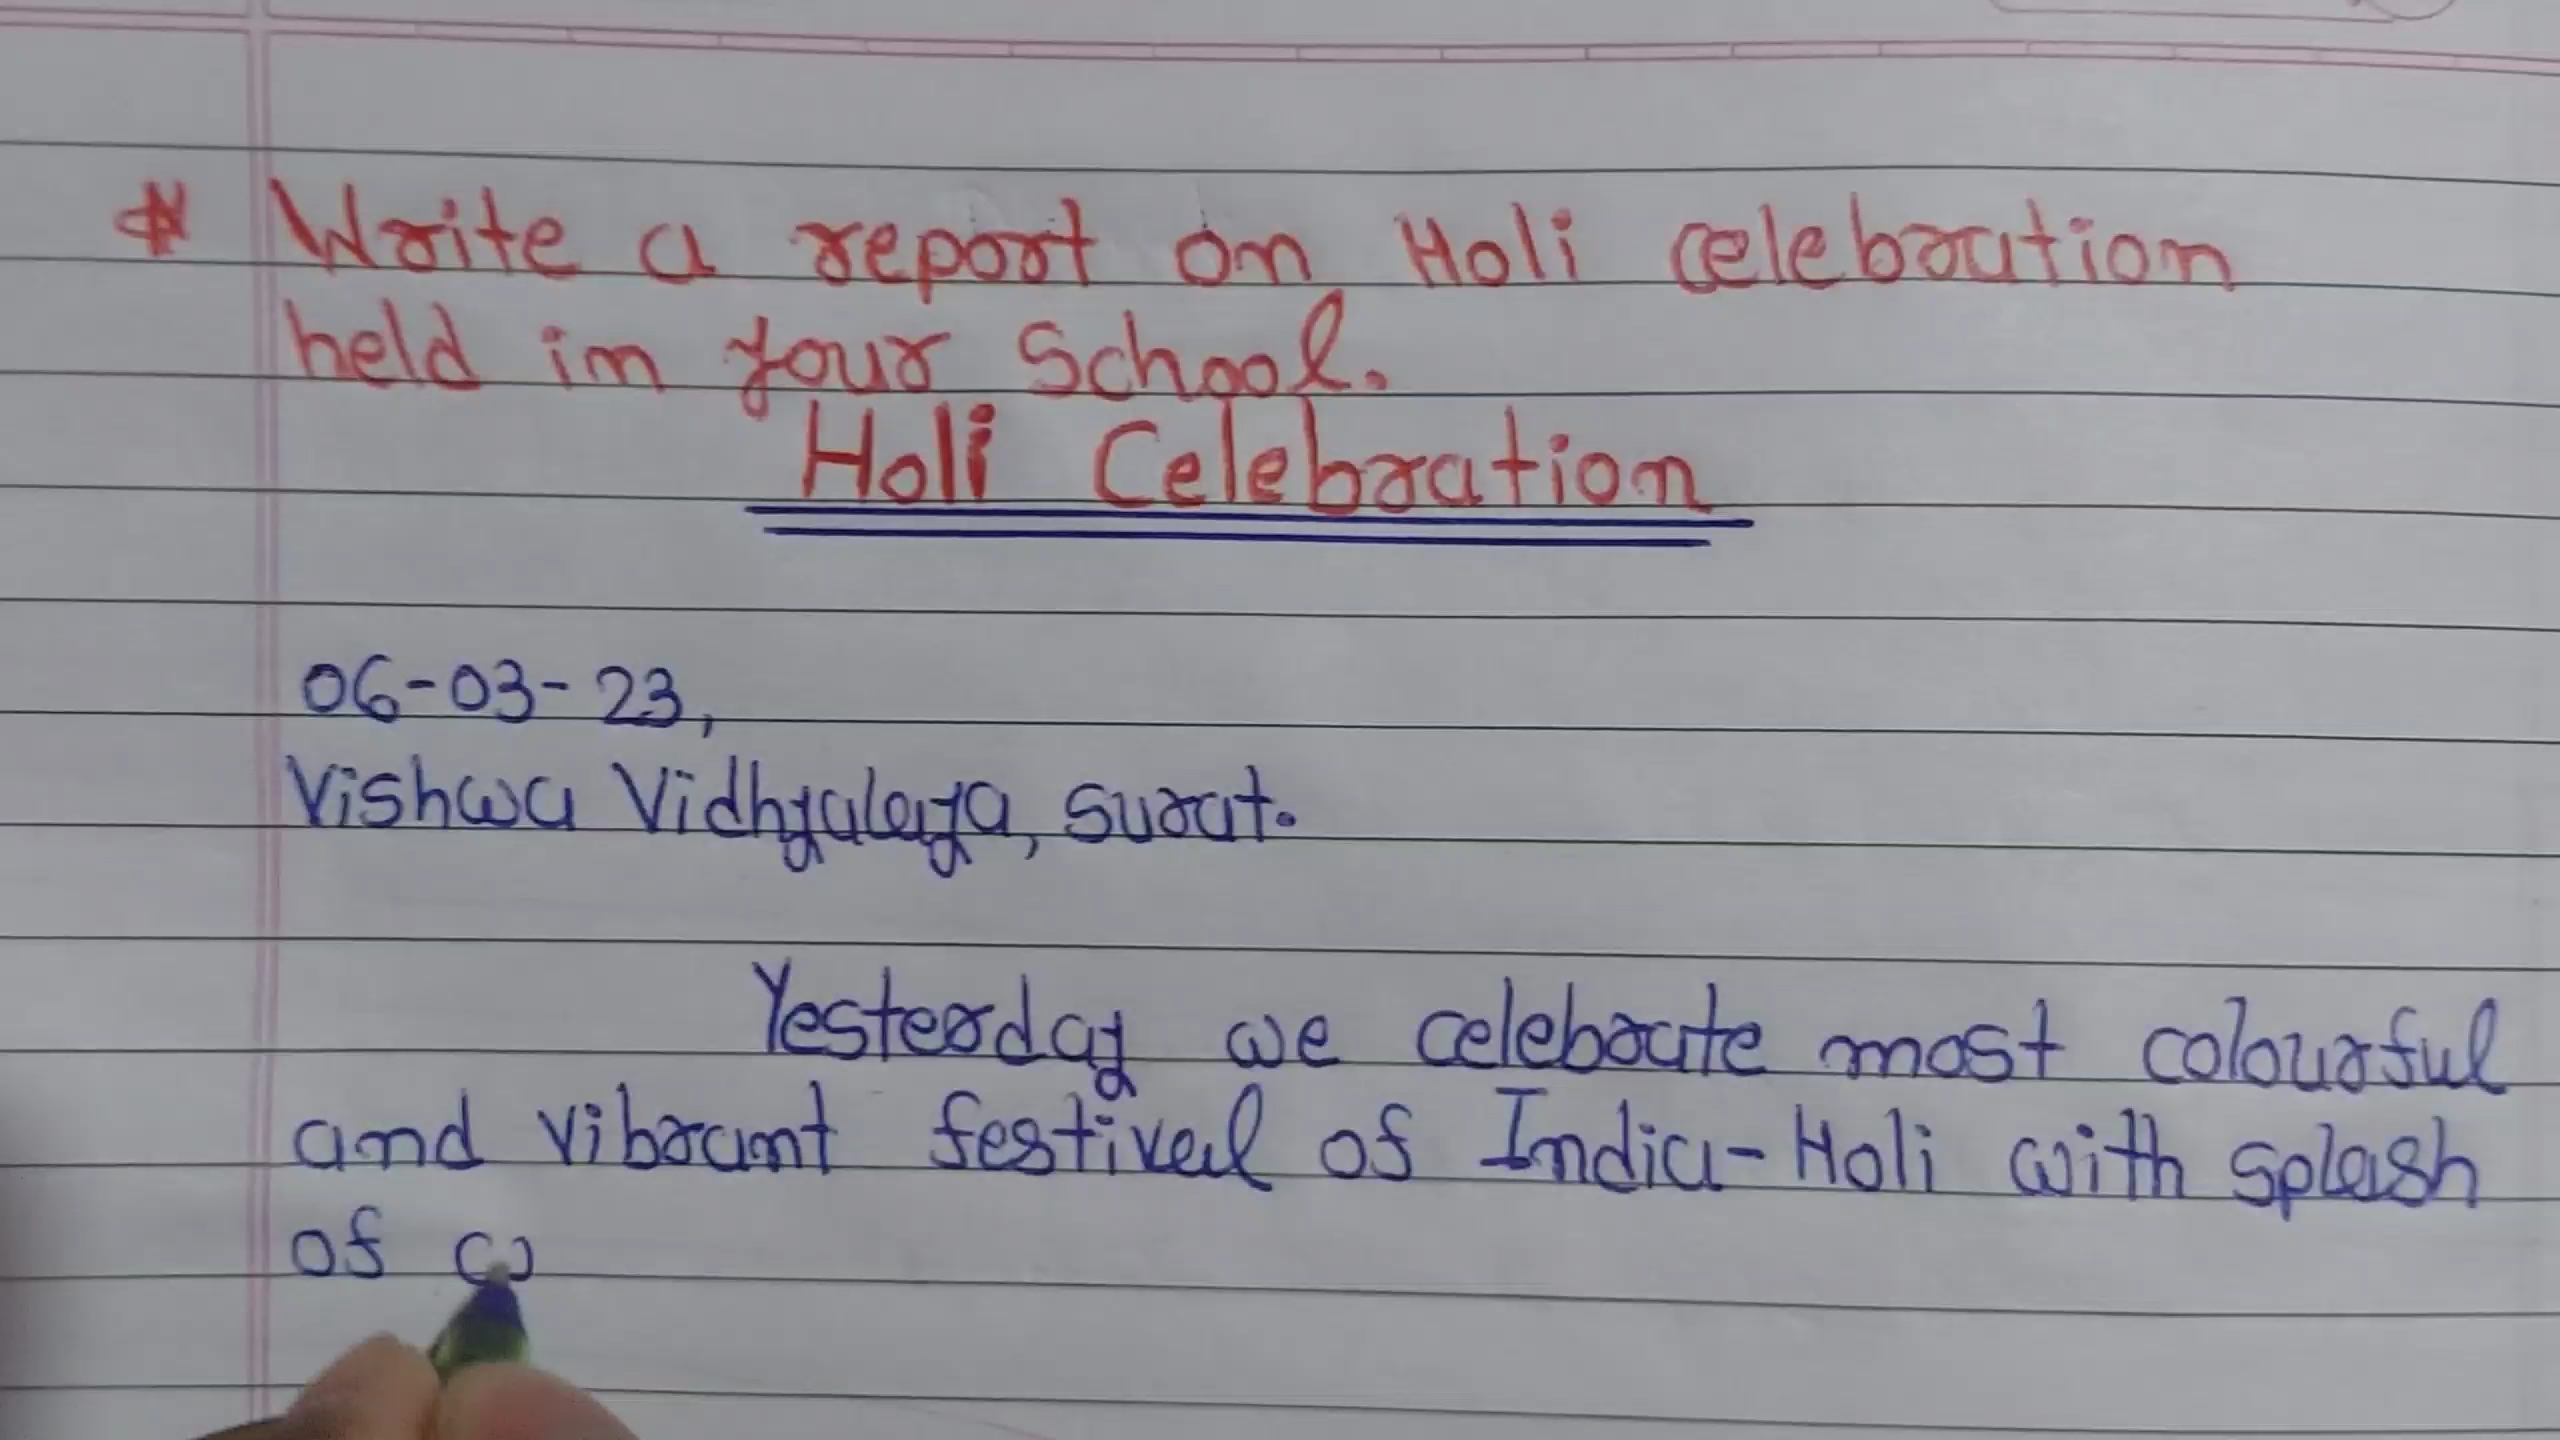 # Write a report on Holi celebration
held in your School.
Holi Celebration
06-03-23,
Vishwa Vidhyalaya, Surat.
Yesterday we celebrate most colourful
and vibrant festival of India-Holi with splash
of co